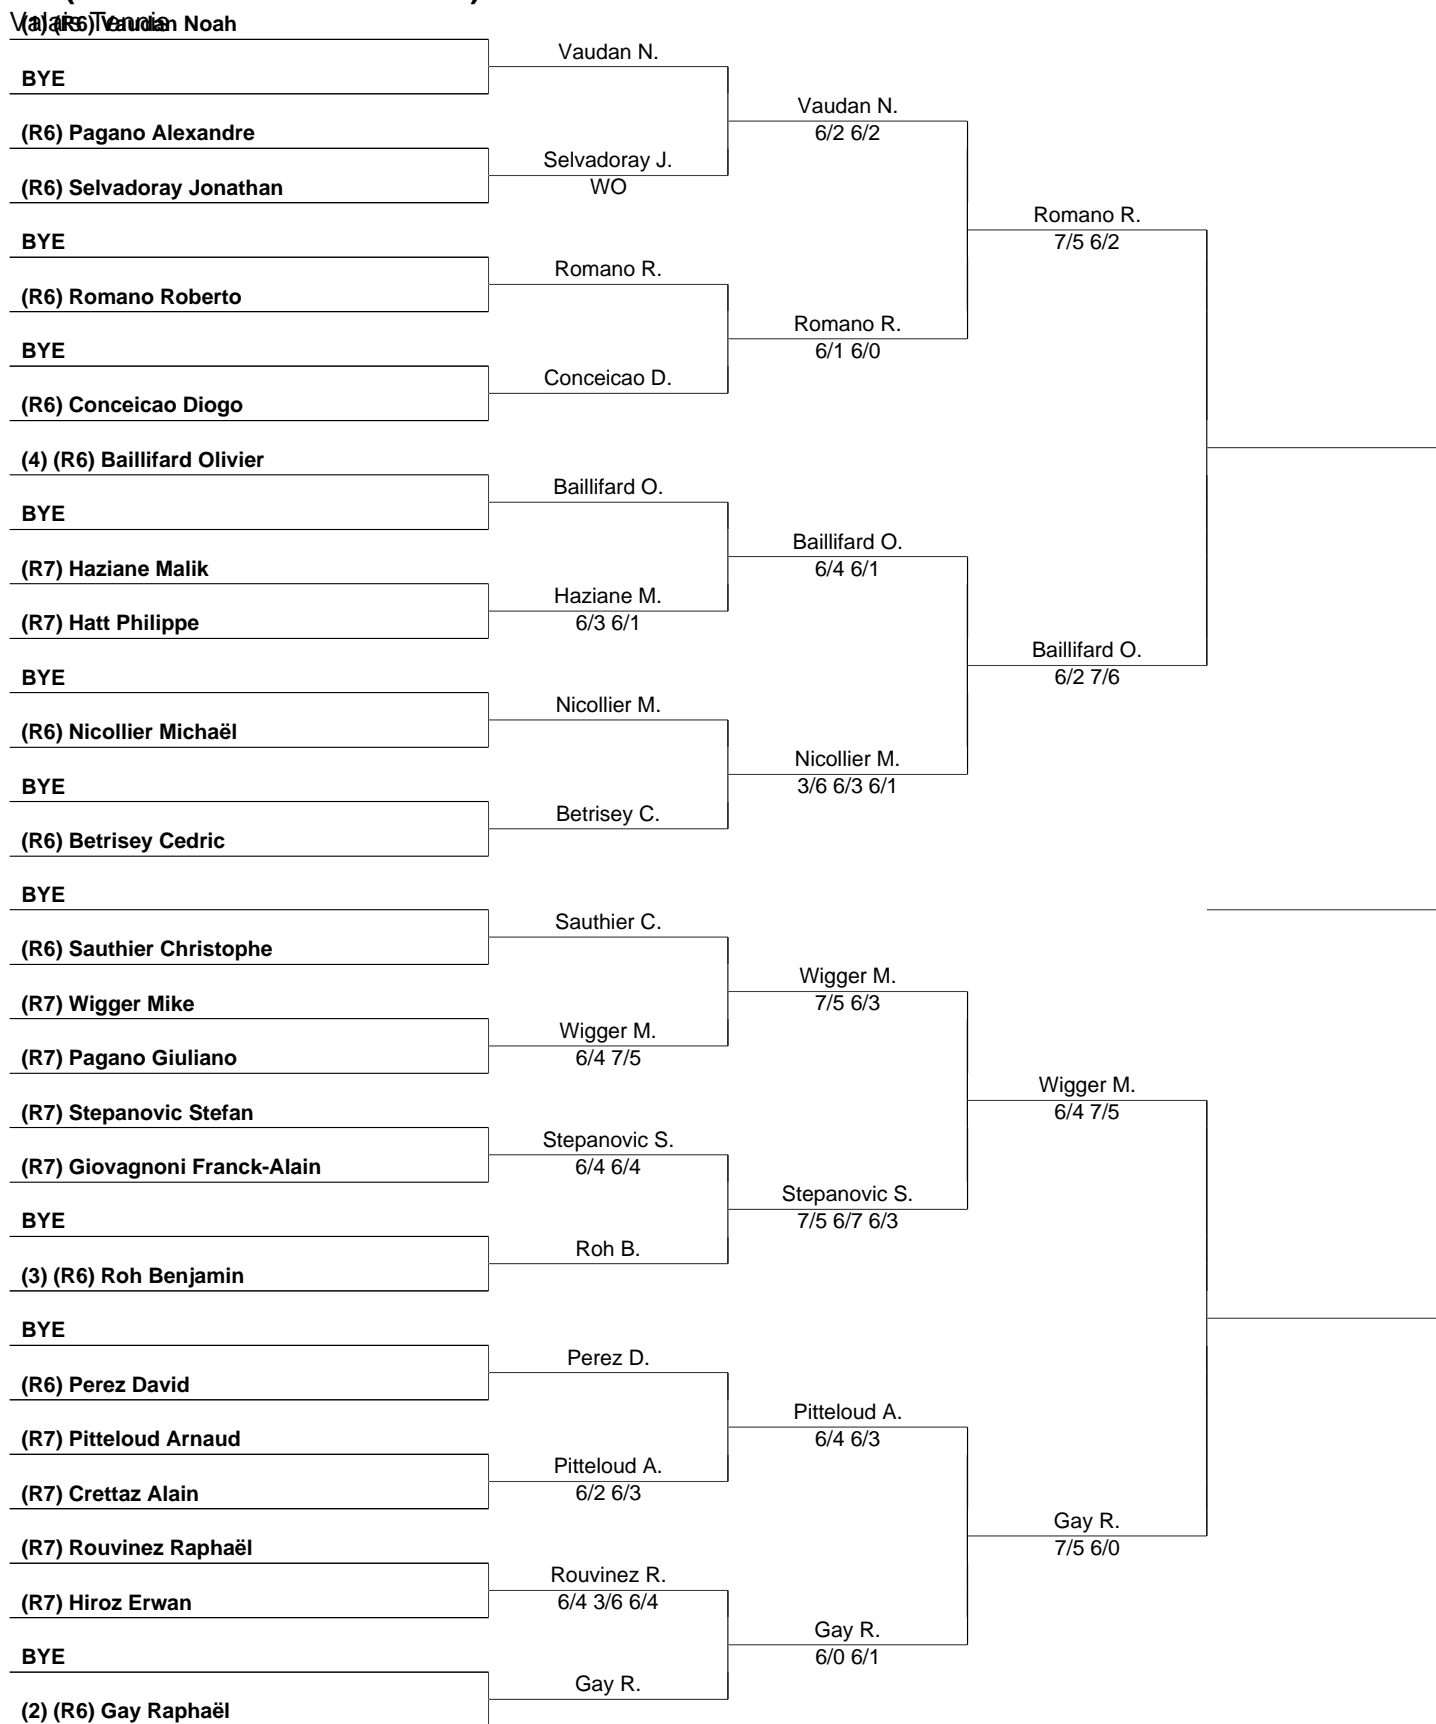 Valais Tennis
(1) (R6) Vaudan Noah
Vaudan N.
BYE
Vaudan N.
6/2 6/2
(R6) Pagano Alexandre
Selvadoray J.
WO
(R6) Selvadoray Jonathan
Romano R.
7/5 6/2
BYE
Romano R.
(R6) Romano Roberto
Romano R.
6/1 6/0
BYE
Conceicao D.
(R6) Conceicao Diogo
(4) (R6) Baillifard Olivier
Baillifard O.
BYE
Baillifard O.
6/4 6/1
(R7) Haziane Malik
Haziane M.
6/3 6/1
(R7) Hatt Philippe
Baillifard O.
6/2 7/6
BYE
Nicollier M.
(R6) Nicollier Michaël
Nicollier M.
3/6 6/3 6/1
BYE
Betrisey C.
(R6) Betrisey Cedric
BYE
Sauthier C.
(R6) Sauthier Christophe
Wigger M.
7/5 6/3
(R7) Wigger Mike
Wigger M.
6/4 7/5
(R7) Pagano Giuliano
Wigger M.
6/4 7/5
(R7) Stepanovic Stefan
Stepanovic S.
6/4 6/4
(R7) Giovagnoni Franck-Alain
Stepanovic S.
7/5 6/7 6/3
BYE
Roh B.
(3) (R6) Roh Benjamin
BYE
Perez D.
(R6) Perez David
Pitteloud A.
6/4 6/3
(R7) Pitteloud Arnaud
Pitteloud A.
6/2 6/3
(R7) Crettaz Alain
Gay R.
7/5 6/0
(R7) Rouvinez Raphaël
Rouvinez R.
6/4 3/6 6/4
(R7) Hiroz Erwan
Gay R.
6/0 6/1
BYE
Gay R.
(2) (R6) Gay Raphaël